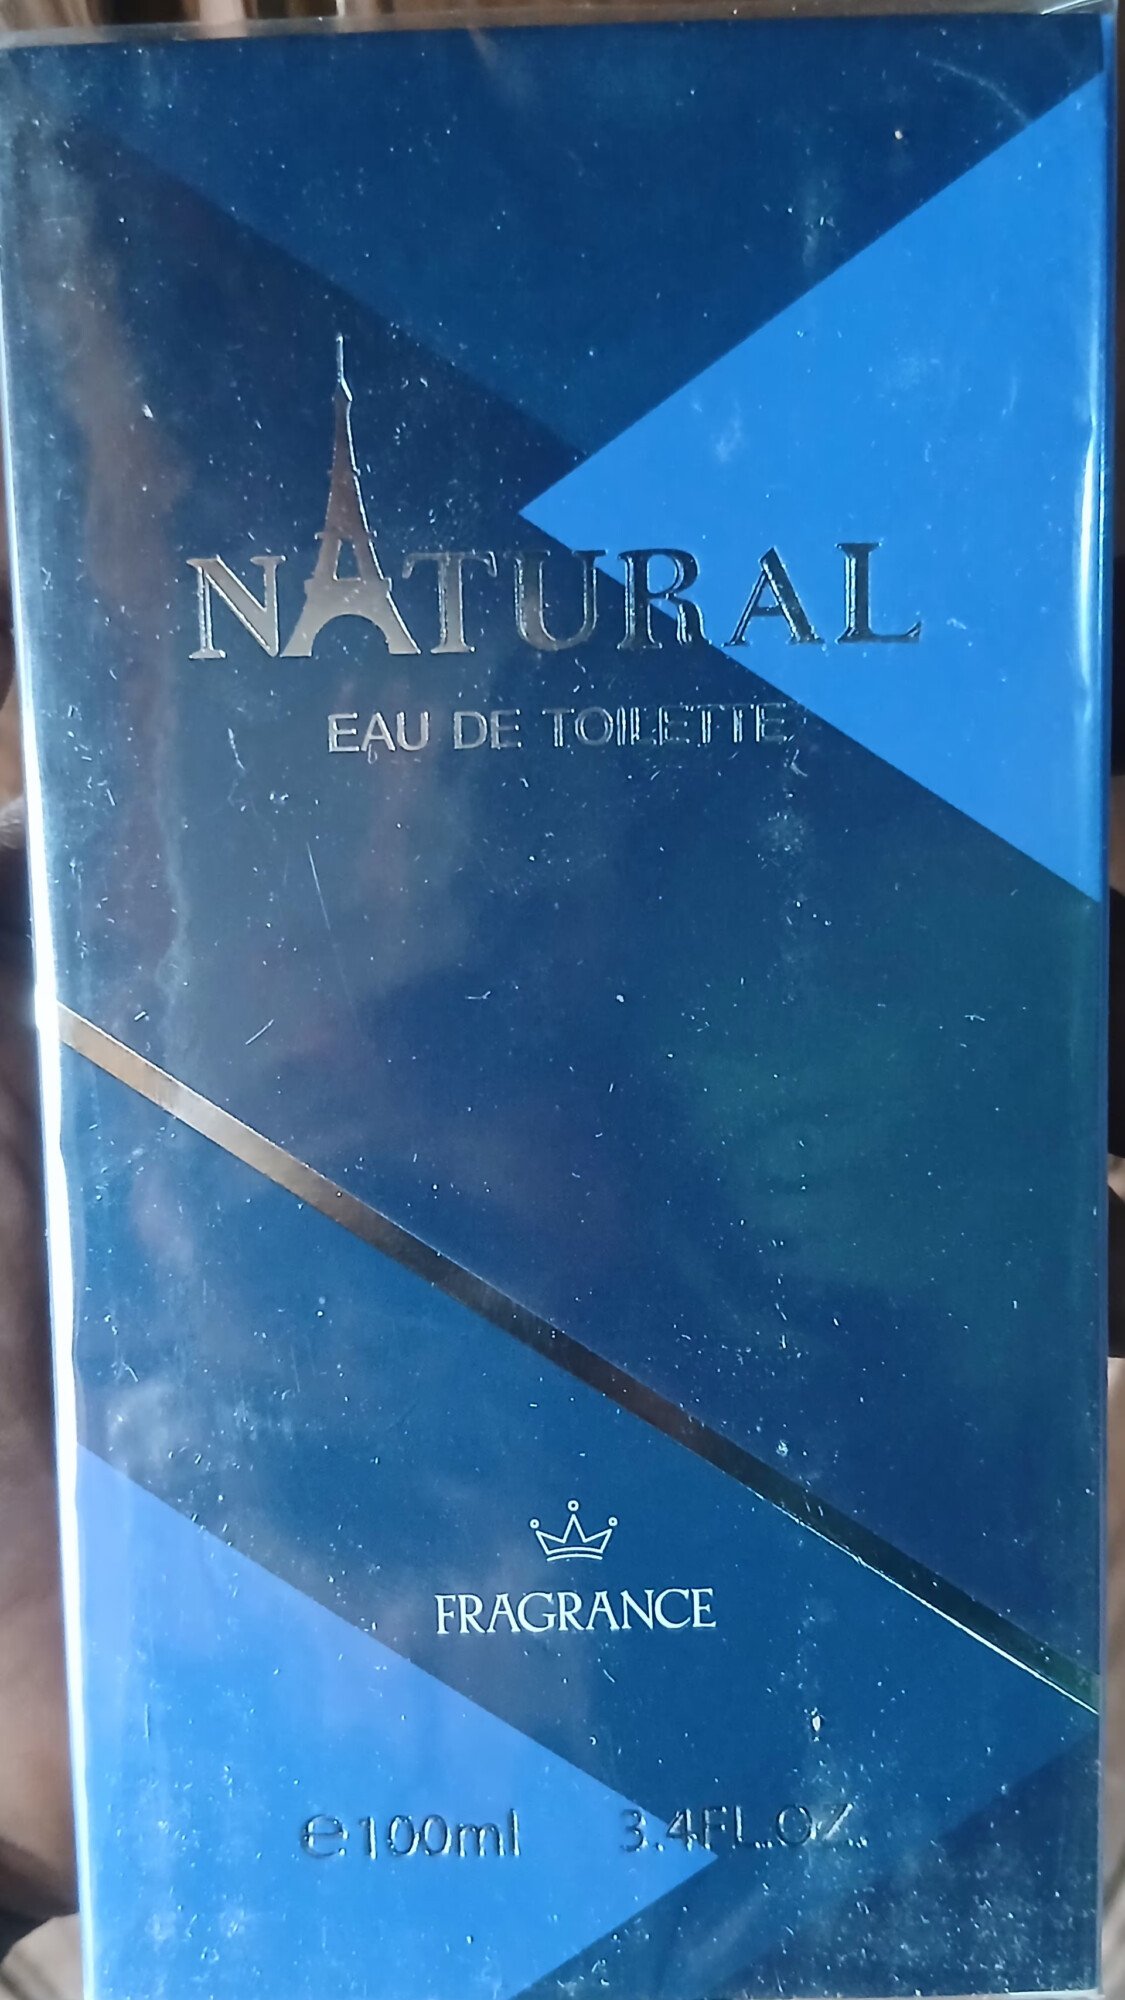 NATURAL
EAU DE TOILETTE
FRAGRANCE
℮100ml 3.4FL.OZ.